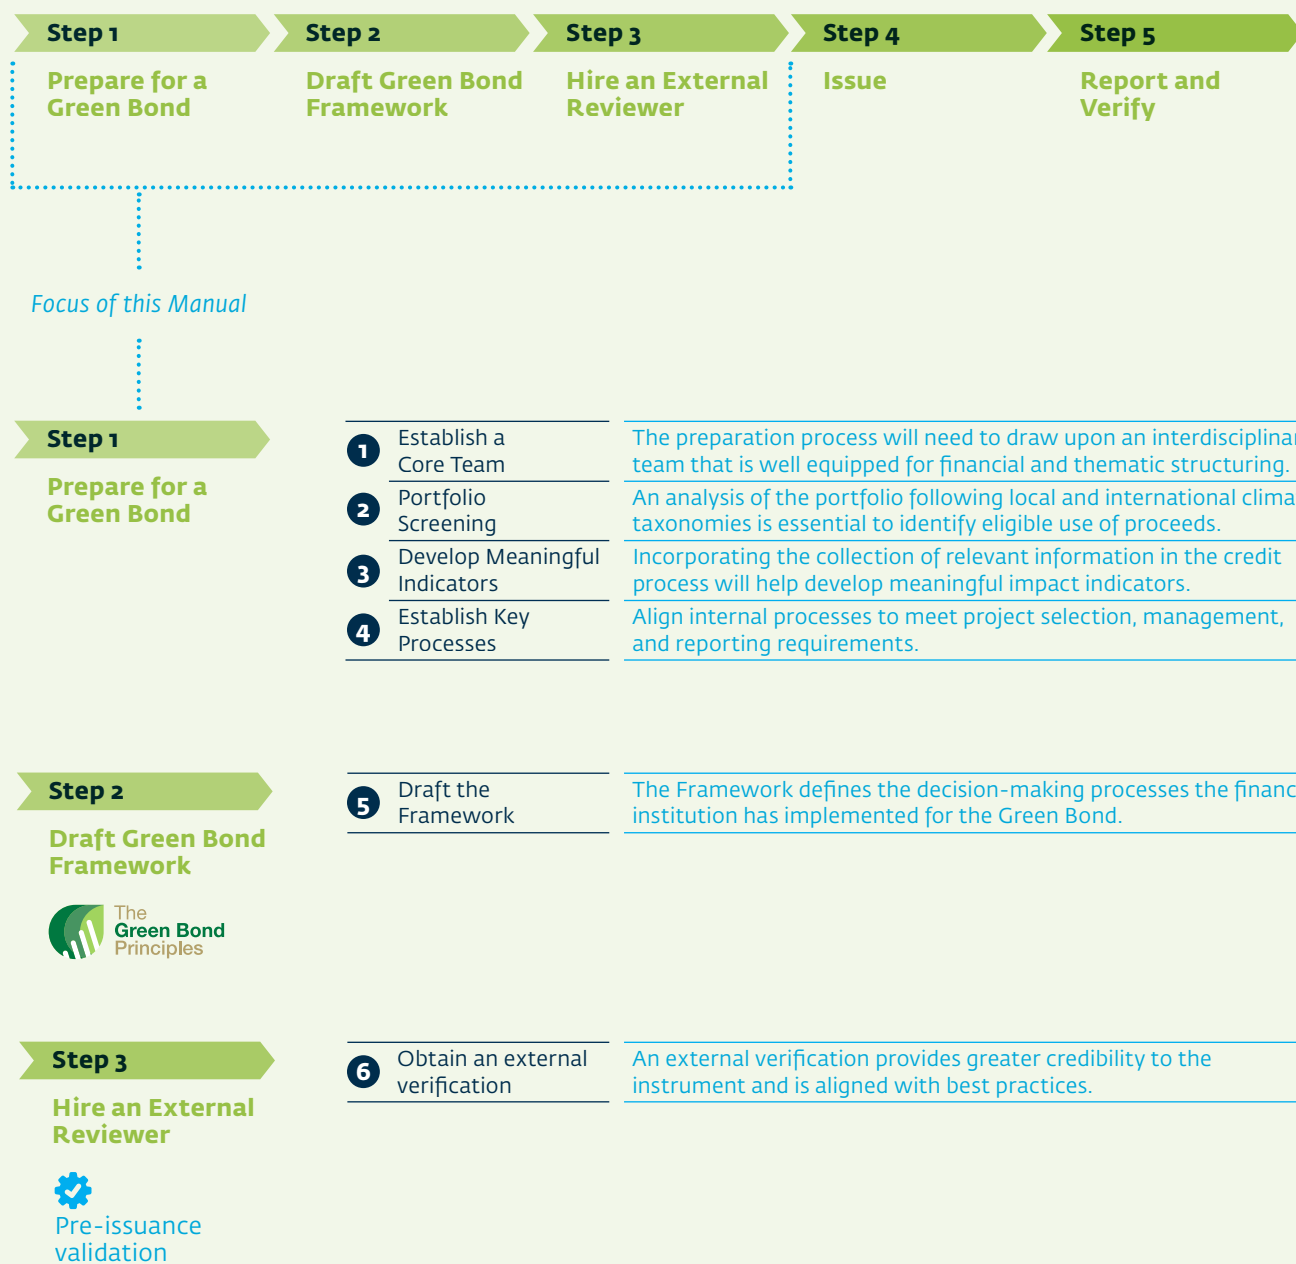 Step 1
Step 2
Step 3
Step 4
Step 5
Prepare for a
Green Bond
Draft Green Bond
Framework
Hire an External
Reviewer
Issue
Report and
Verify
Focus of this Manual
Step 1
Prepare for a
Green Bond
1
Establish a
Core Team
The preparation process will need to draw upon an
team that is well equipped for financial and thematic structuring.
2
Portfolio
Screening
An analysis of the portfolio following local and international
taxonomies is essential to identify eligible use of proceeds.
3
Develop Meaningful
Indicators
Incorporating the collection of relevant information in the credit
process will help develop meaningful impact indicators.
4
Establish Key
Processes
Align internal processes to meet project selection, management,
and reporting requirements.
Step 2
Draft Green Bond
Framework
The
Green Bond
Principles
5
Draft the
Framework
The Framework defines the decision-making processes the
institution has implemented for the Green Bond.
Step 3
Hire an External
Reviewer
Pre-issuance
validation
6
Obtain an external
verification
An external verification provides greater credibility to the
instrument and is aligned with best practices.